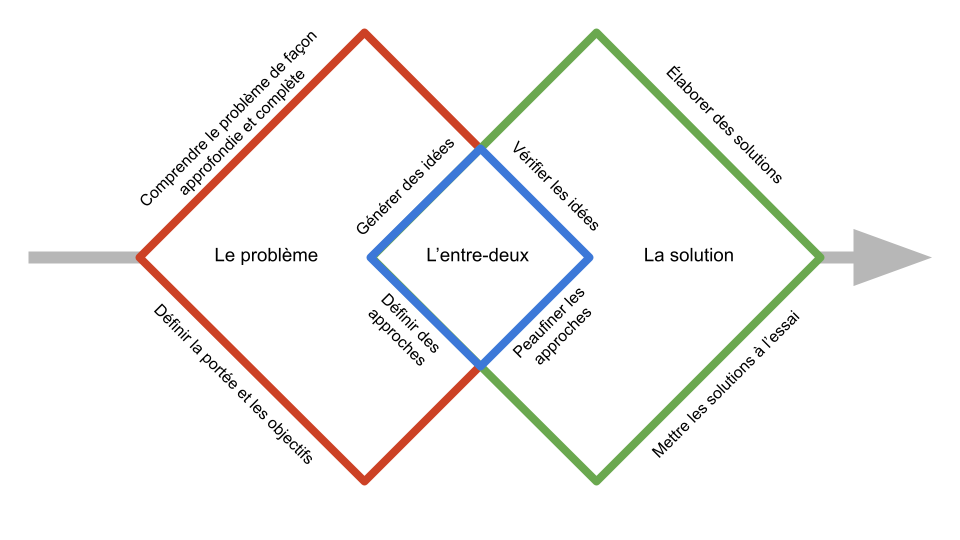 Comprendre le problème de façon
approfondie et complète
Définir la portée et les objectifs
Le problème
Générer des idées
Définir des
approches
L'entre-deux
Vérifier les idées
Peaufiner les
approches
La solution
Élaborer des solutions
Mettre les solutions à l'essai